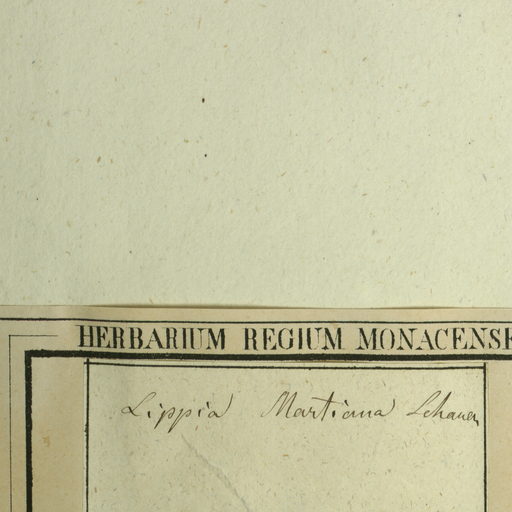 HERBARIUM REGIUM MONACENSE
Lippia Martiana Schauer